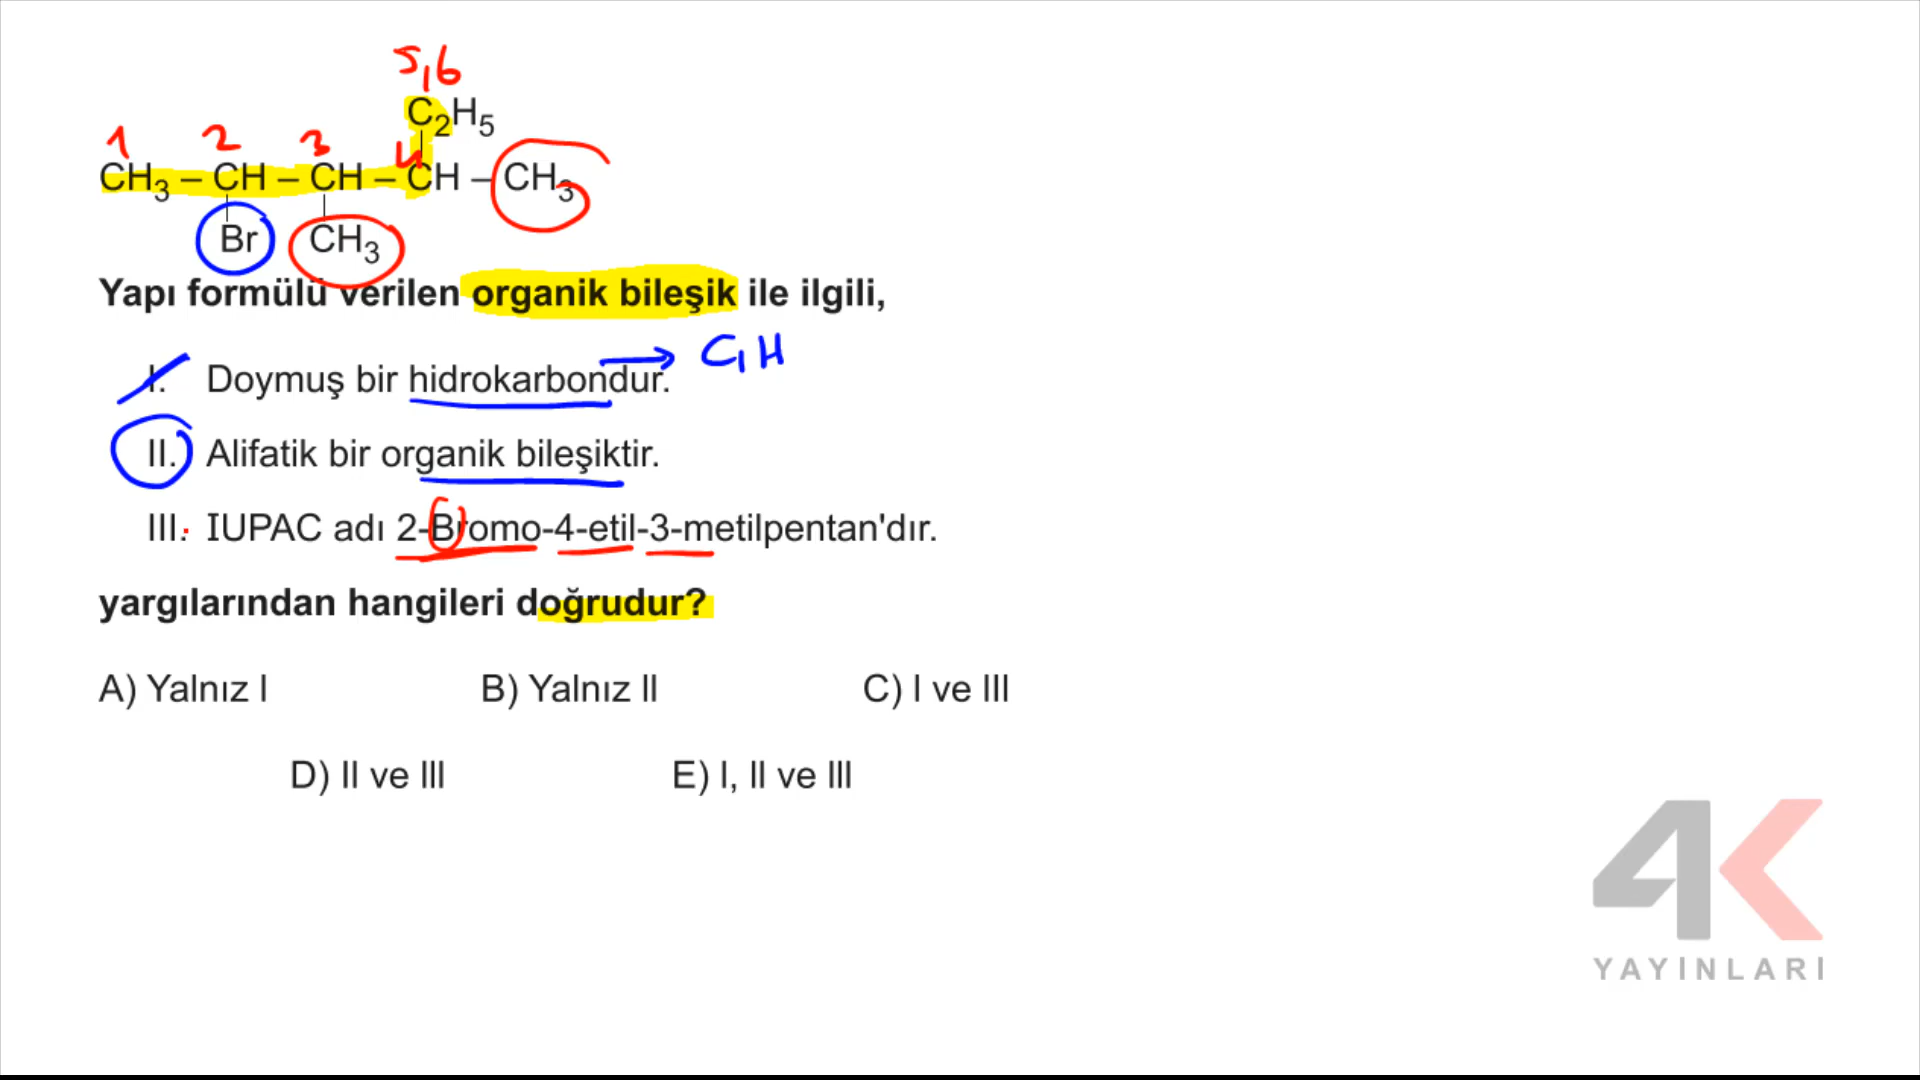 5,6
C2H5
1 2 3 4
CH3 – CH – CH – CH – CH3
Br CH3
Yapı formülü verilen organik bileşik ile ilgili,
I. Doymuş bir hidrokarbondur. → C, H
II. Alifatik bir organik bileşiktir.
III. IUPAC adı 2-Bromo-4-etil-3-metilpentan'dır.
yargılarından hangileri doğrudur?
A) Yalnız I B) Yalnız II C) I ve III
D) II ve III E) I, II ve III
4K
YAYINLARI